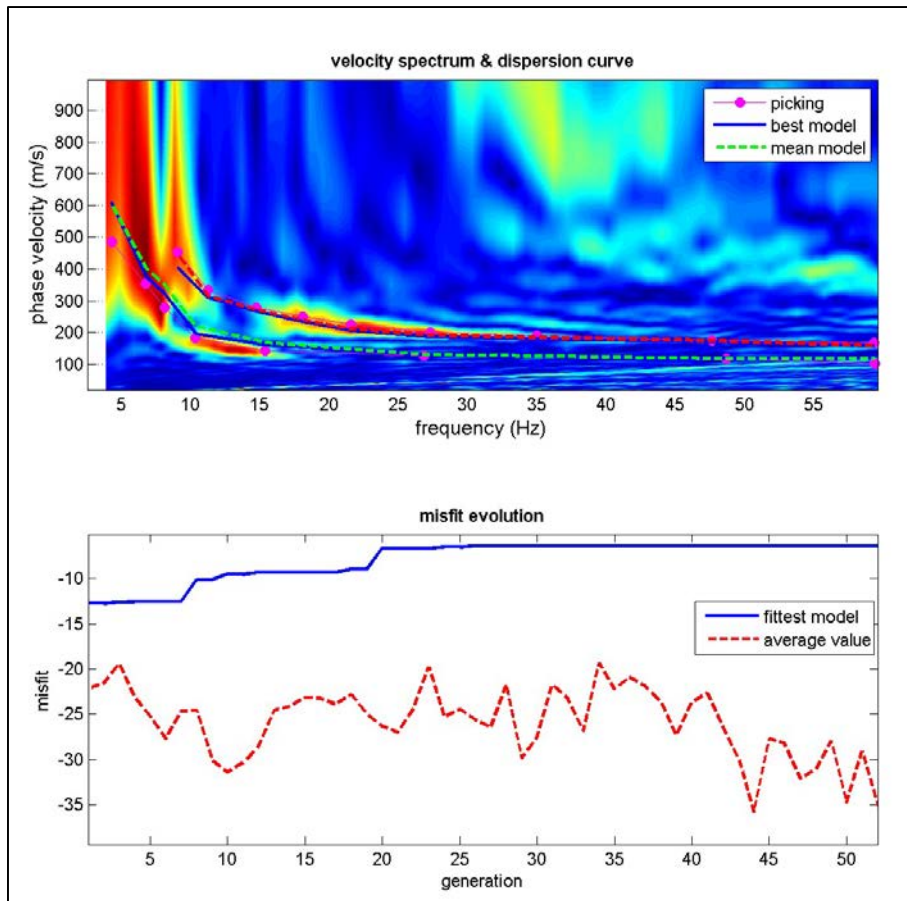 velocity spectrum & dispersion curve
phase velocity (m/s)
900
800
700
600
500
400
300
200
100
picking
best model
mean model
5 10 15 20 25 30 35 40 45 50 55
frequency (Hz)
misfit evolution
misfit
-10
-15
-20
-25
-30
-35
fittest model
average value
5 10 15 20 25 30 35 40 45 50
generation